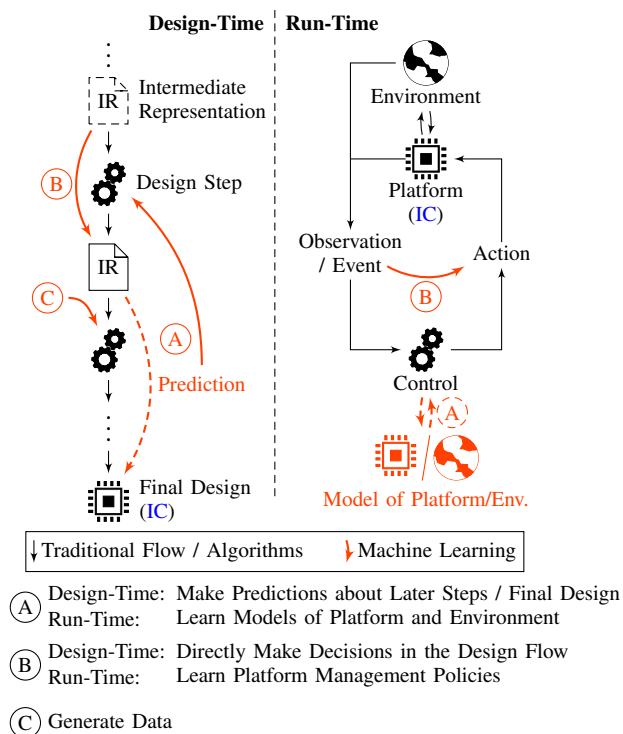 Design-Time
Run-Time
IR
Intermediate
Representation
B
Design Step
IR
C
A
Prediction
Final Design
(IC)
Environment
Platform
(IC)
Observation
/ Event
Action
B
Control
A
Model of Platform/Env.
Traditional Flow / Algorithms
Machine Learning
A
Design-Time: Make Predictions about Later Steps / Final Design
Run-Time: Learn Models of Platform and Environment
B
Design-Time: Directly Make Decisions in the Design Flow
Run-Time: Learn Platform Management Policies
C Generate Data